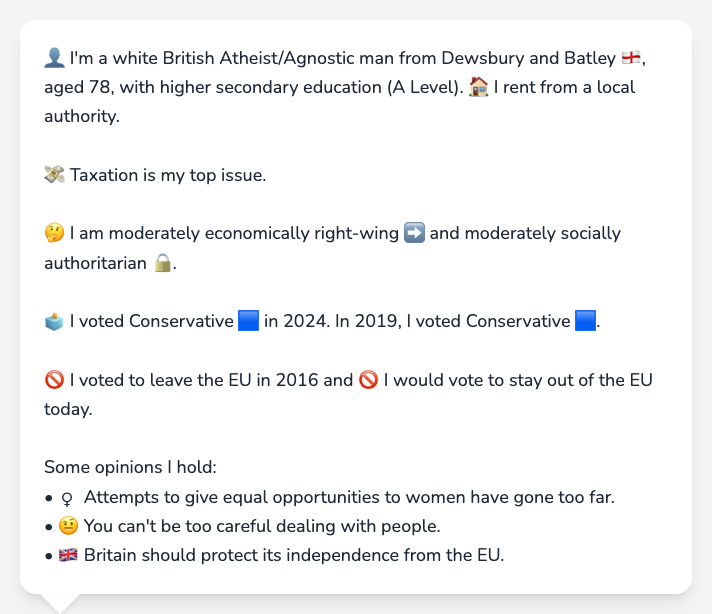 👤 I'm a white British Atheist/Agnostic man from Dewsbury and Batley 🏴󠁧󠁢󠁥󠁮󠁧󠁿,
aged 78, with higher secondary education (A Level). 🏠 I rent from a local
authority.
💸 Taxation is my top issue.
🤔 I am moderately economically right-wing ➡️ and moderately socially
authoritarian 🔒.
🗳️ I voted Conservative 🟦 in 2024. In 2019, I voted Conservative 🟦.
🚫 I voted to leave the EU in 2016 and 🚫 I would vote to stay out of the EU
today.
Some opinions I hold:
• ♀ Attempts to give equal opportunities to women have gone too far.
• 🤨 You can't be too careful dealing with people.
• 🇬🇧 Britain should protect its independence from the EU.